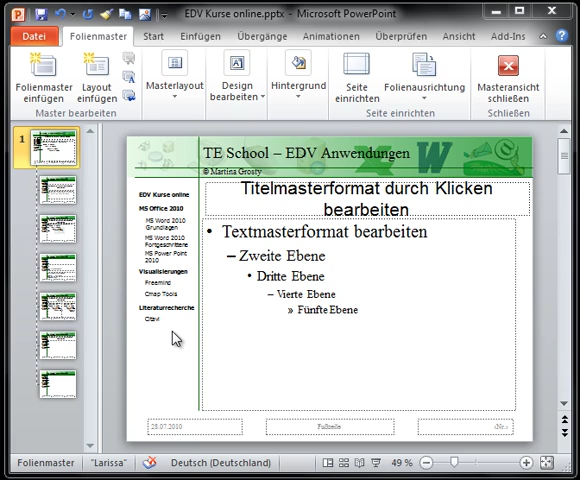 EDV Kurse online.pptx - Microsoft PowerPoint
Datei Folienmaster Start Einfügen Übergänge Animationen Überprüfen Ansicht Add-Ins
Folienmaster einfügen
Layout einfügen
Masterlayout
Design bearbeiten
Hintergrund
Seite einrichten
Folienausrichtung
Masteransicht schließen
Master bearbeiten Seite einrichten Schließen
1
TE School – EDV Anwendungen
© Martina Grosty
EDV Kurse online
MS Office 2010
MS Word 2010
Grundlagen
MS Word 2010
Fortgeschrittene
MS Power Point
2010
Visualisierungen
Freemind
Cmap Tools
Literaturrecherche
Citavi
Titelmasterformat durch Klicken
bearbeiten
• Textmasterformat bearbeiten
– Zweite Ebene
• Dritte Ebene
– Vierte Ebene
» Fünfte Ebene
28.07.2010 Fußzeile ‹Nr.›
Folienmaster "Larissa" Deutsch (Deutschland) 49 %